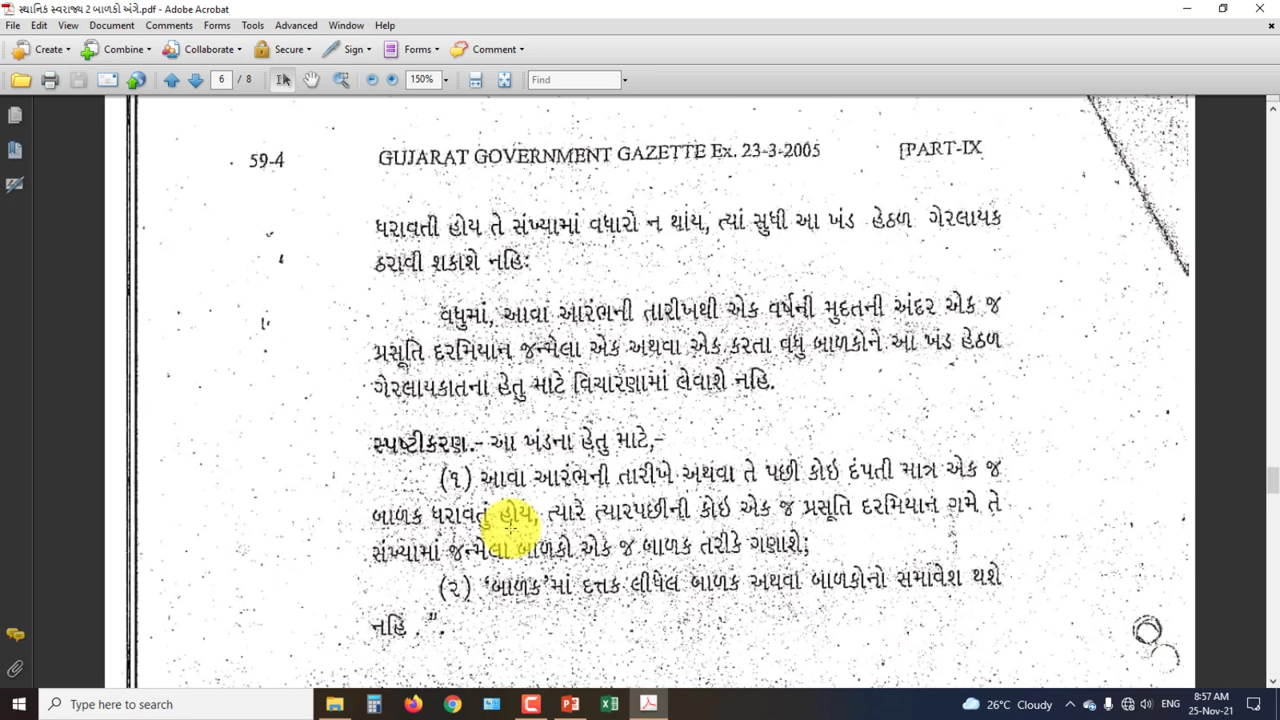 સ્થાનિક સ્વરાજ્ય 2 બાળકો અંગે.pdf - Adobe Acrobat
File Edit View Document Comments Forms Tools Advanced Window Help
Create Combine Collaborate Secure Sign Forms Comment
6 / 8 150% Find
59-4 GUJARAT GOVERNMENT GAZETTE Ex. 23-3-2005 [PART-IX
ધરાવતી હોય તે સંખ્યામાં વધારો ન થાંય, ત્યાં સુધી આ ખંડ હેઠળ ગેરલાયક
ઠરાવી શકાશે નહિઃ
વધુમાં, આવા આરંભની તારીખથી એક વર્ષની મુદતની અંદર એક જ
પ્રસૂતિ દરમિયાન જન્મેલા એક અથવા એક કરતા વધુ બાળકોને આ ખંડ હેઠળ
ગેરલાયકાતના હેતુ માટે વિચારણામાં લેવાશે નહિ.
સ્પષ્ટીકરણ.- આ ખંડના હેતુ માટે,-
(૧) આવા આરંભની તારીખે અથવા તે પછી કોઇ દંપતી માત્ર એક જ
બાળક ધરાવતું હોય, ત્યારે ત્યારપછીની કોઇ એક જ પ્રસૂતિ દરમિયાન ગમે તે
સંખ્યામાં જન્મેલા બાળકો એક જ બાળક તરીકે ગણાશે;
(૨) ‘બાળક’માં દત્તક લીધેલ બાળક અથવા બાળકોનો સમાવેશ થશે
નહિ .”.
Type here to search 26°C Cloudy ENG 8:57 AM
25-Nov-21